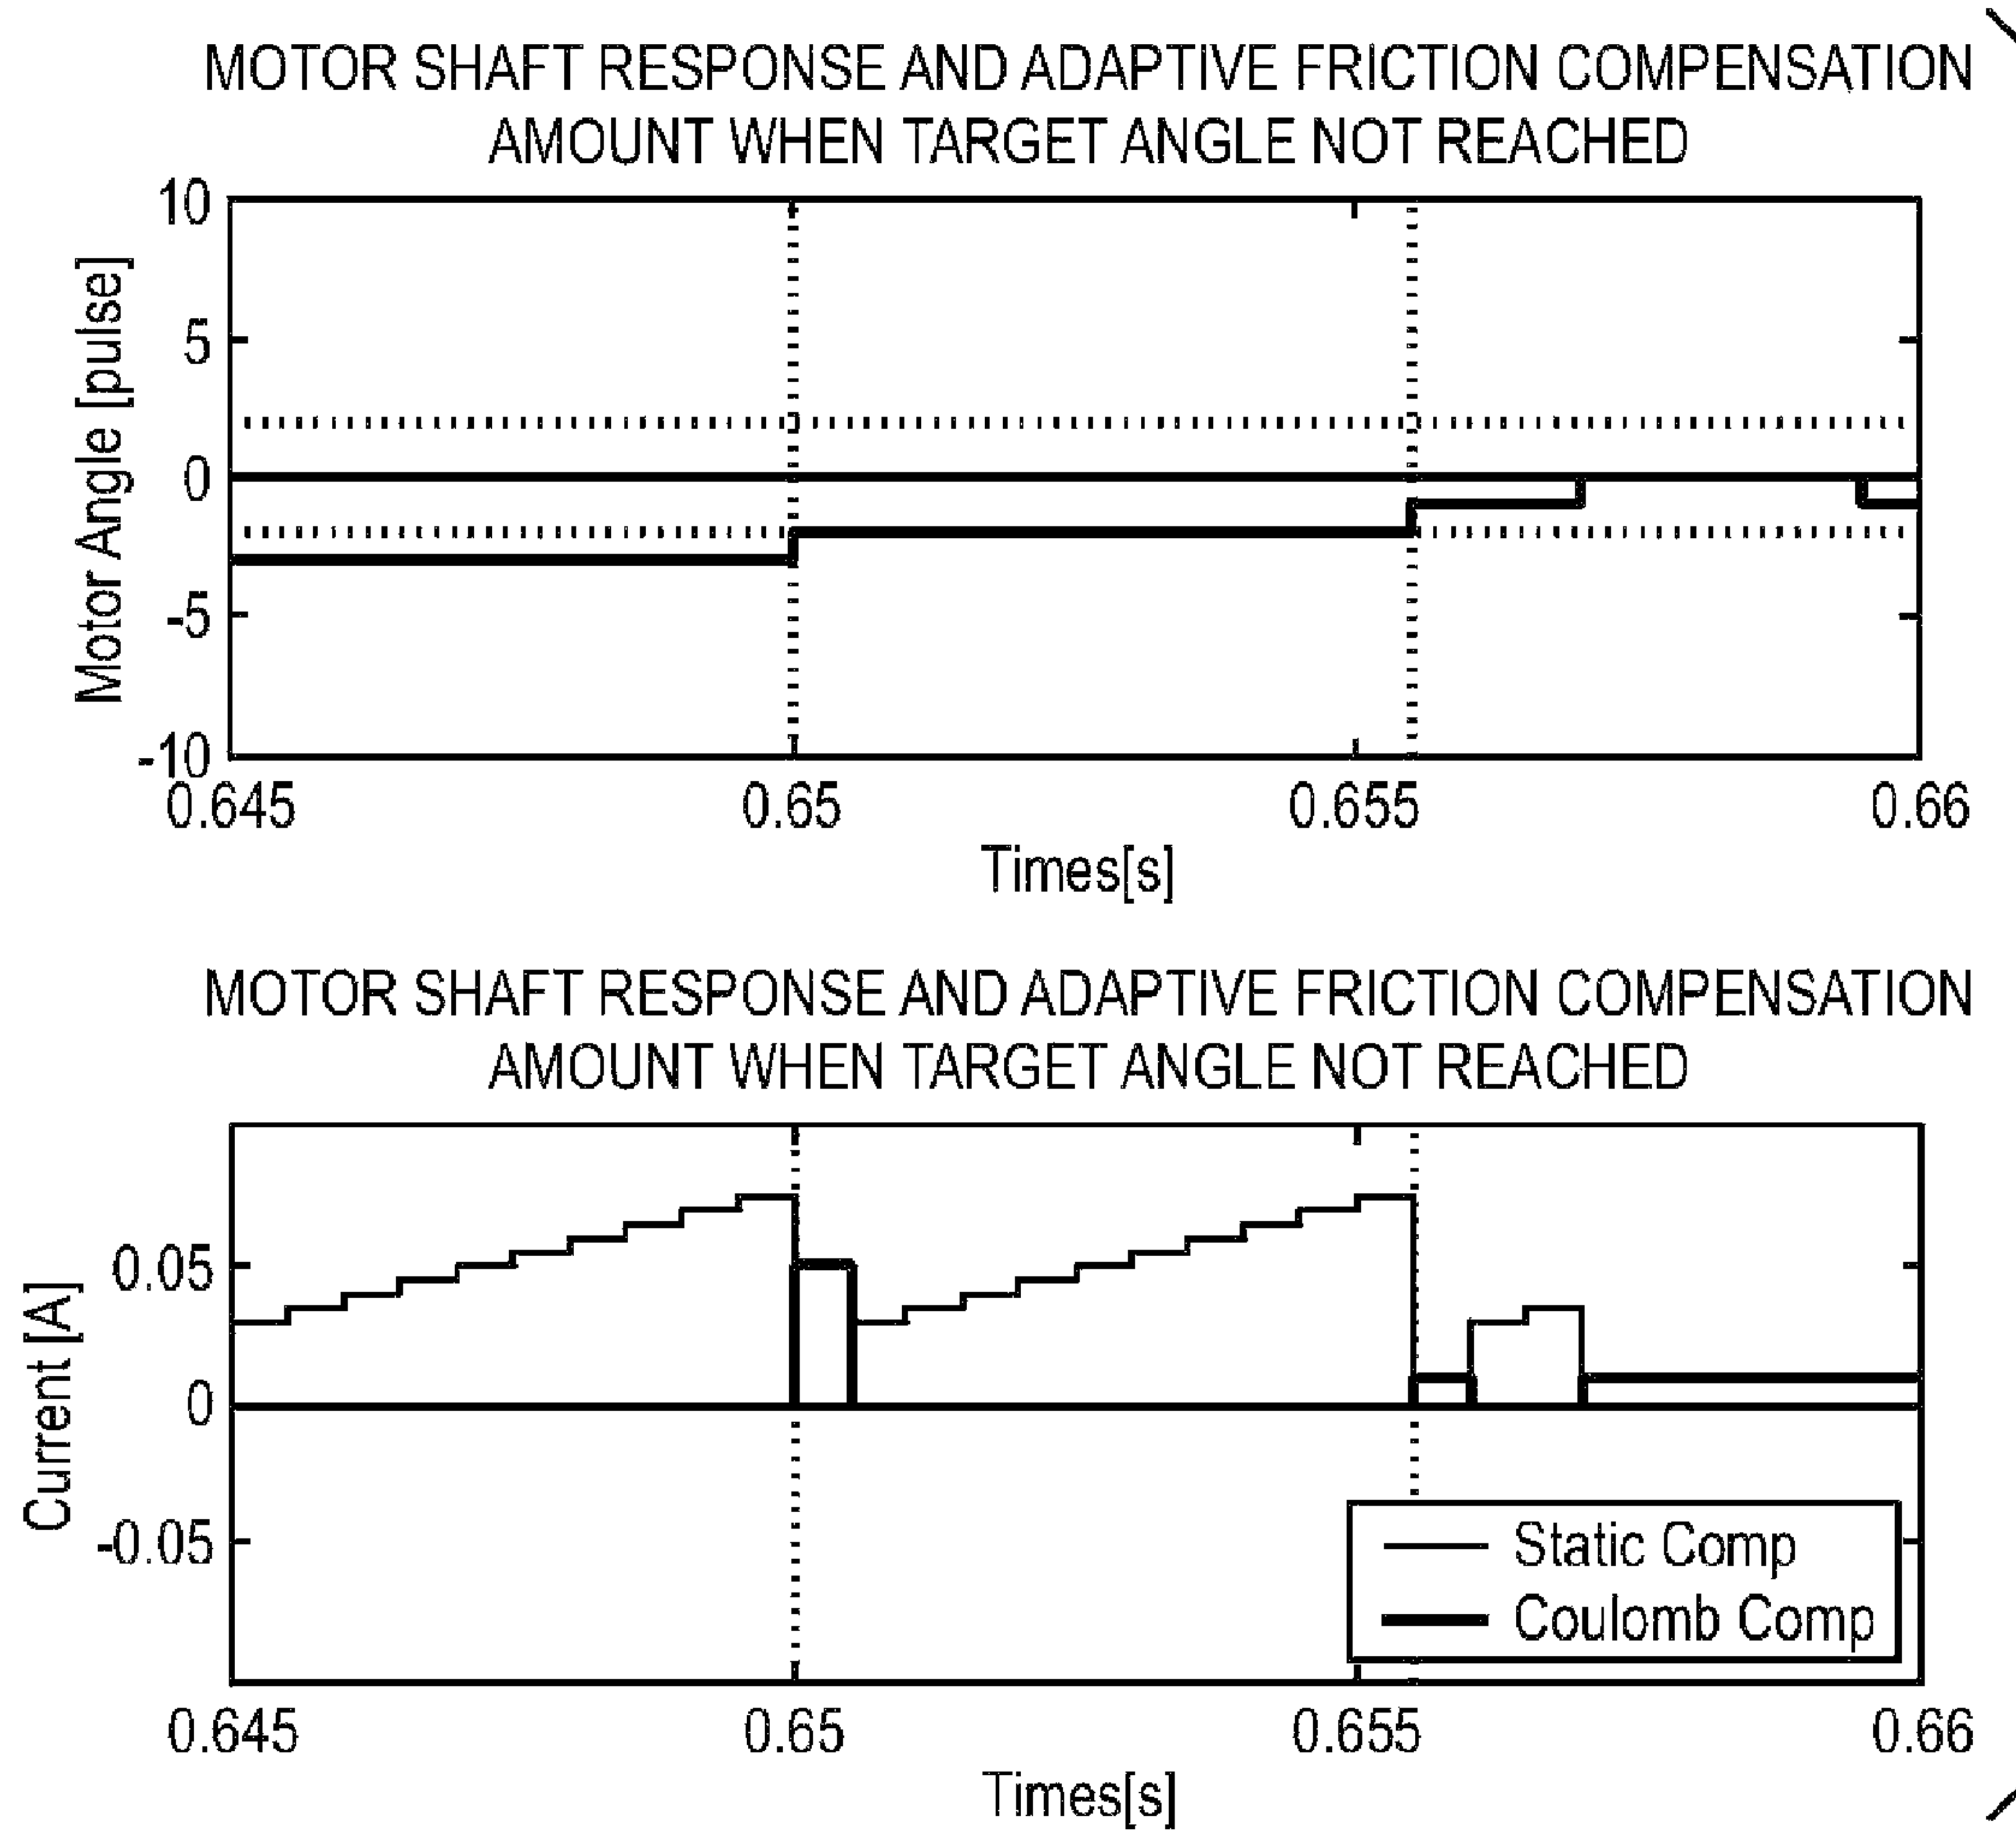 MOTOR SHAFT RESPONSE AND ADAPTIVE FRICTION COMPENSATION
AMOUNT WHEN TARGET ANGLE NOT REACHED
10
5
0
-5
-10
Motor Angle [pulse]
0.645
0.65
0.655
0.66
Times[s]
MOTOR SHAFT RESPONSE AND ADAPTIVE FRICTION COMPENSATION
AMOUNT WHEN TARGET ANGLE NOT REACHED
0.05
0
-0.05
Current [A]
Static Comp
Coulomb Comp
0.645
0.65
0.655
0.66
Times[s]